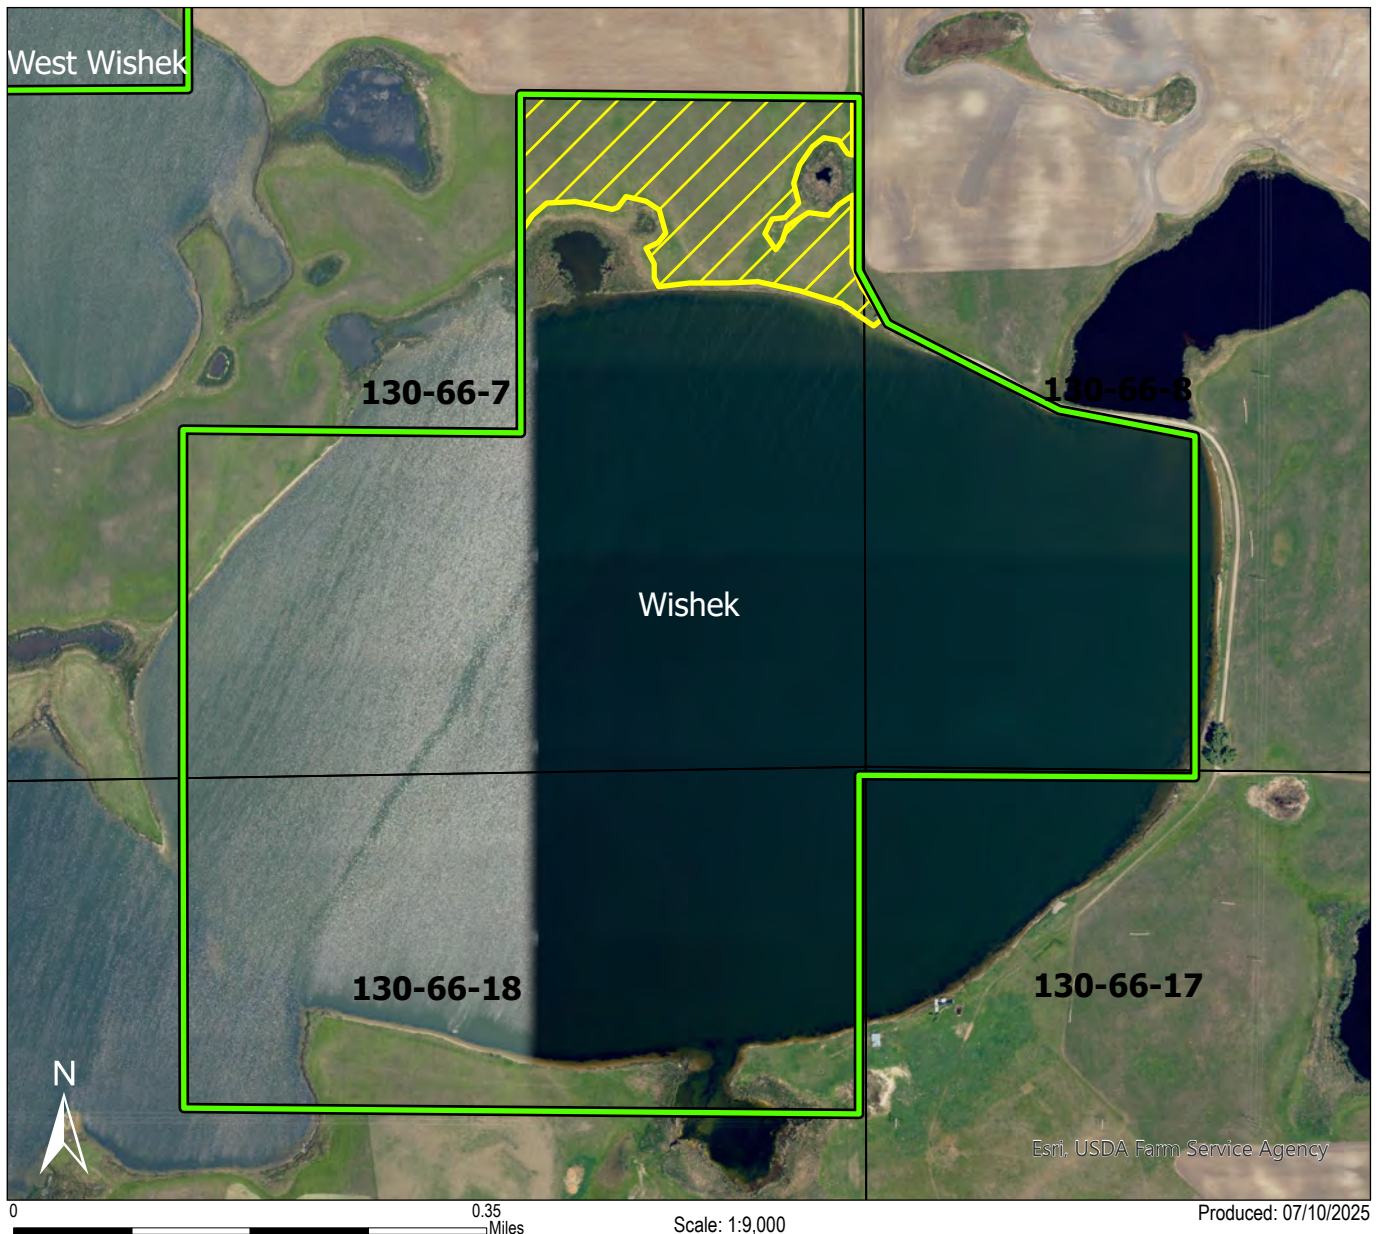 West Wishek
130-66-7
130-66-8
Wishek
130-66-18
130-66-17
N
Esri, USDA Farm Service Agency
0 0.35
Miles
Scale: 1:9,000
Produced: 07/10/2025